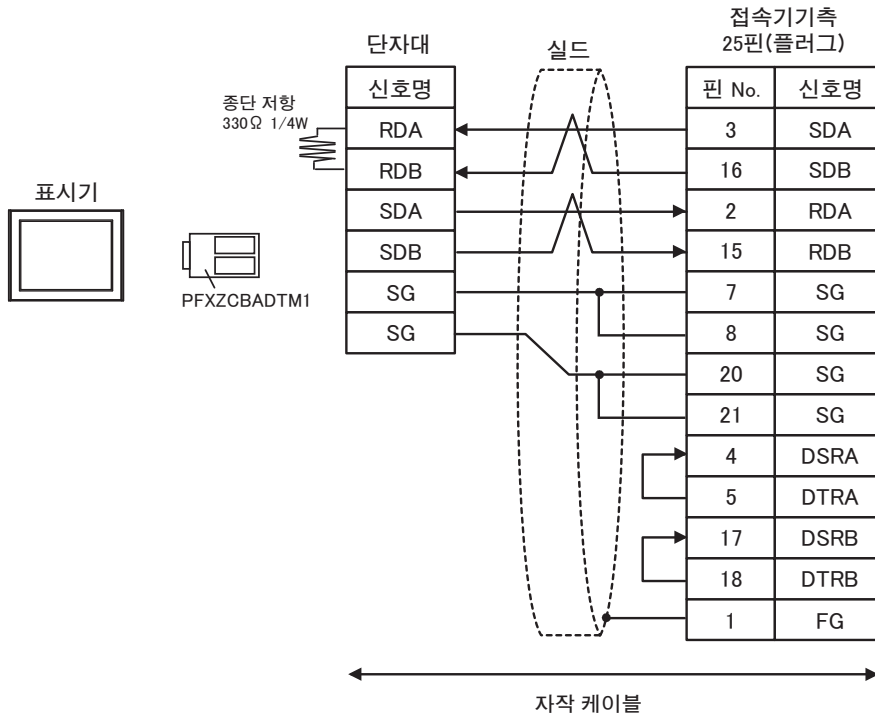 접속기기측
25핀(플러그)
단자대
실드
신호명
핀 No. 신호명
종단 저항
330Ω 1/4W
RDA 3 SDA
RDB 16 SDB
표시기
SDA 2 RDA
SDB 15 RDB
PFXZCBADTM1
SG 7 SG
SG 8 SG
20 SG
21 SG
4 DSRA
5 DTRA
17 DSRB
18 DTRB
1 FG
자작 케이블